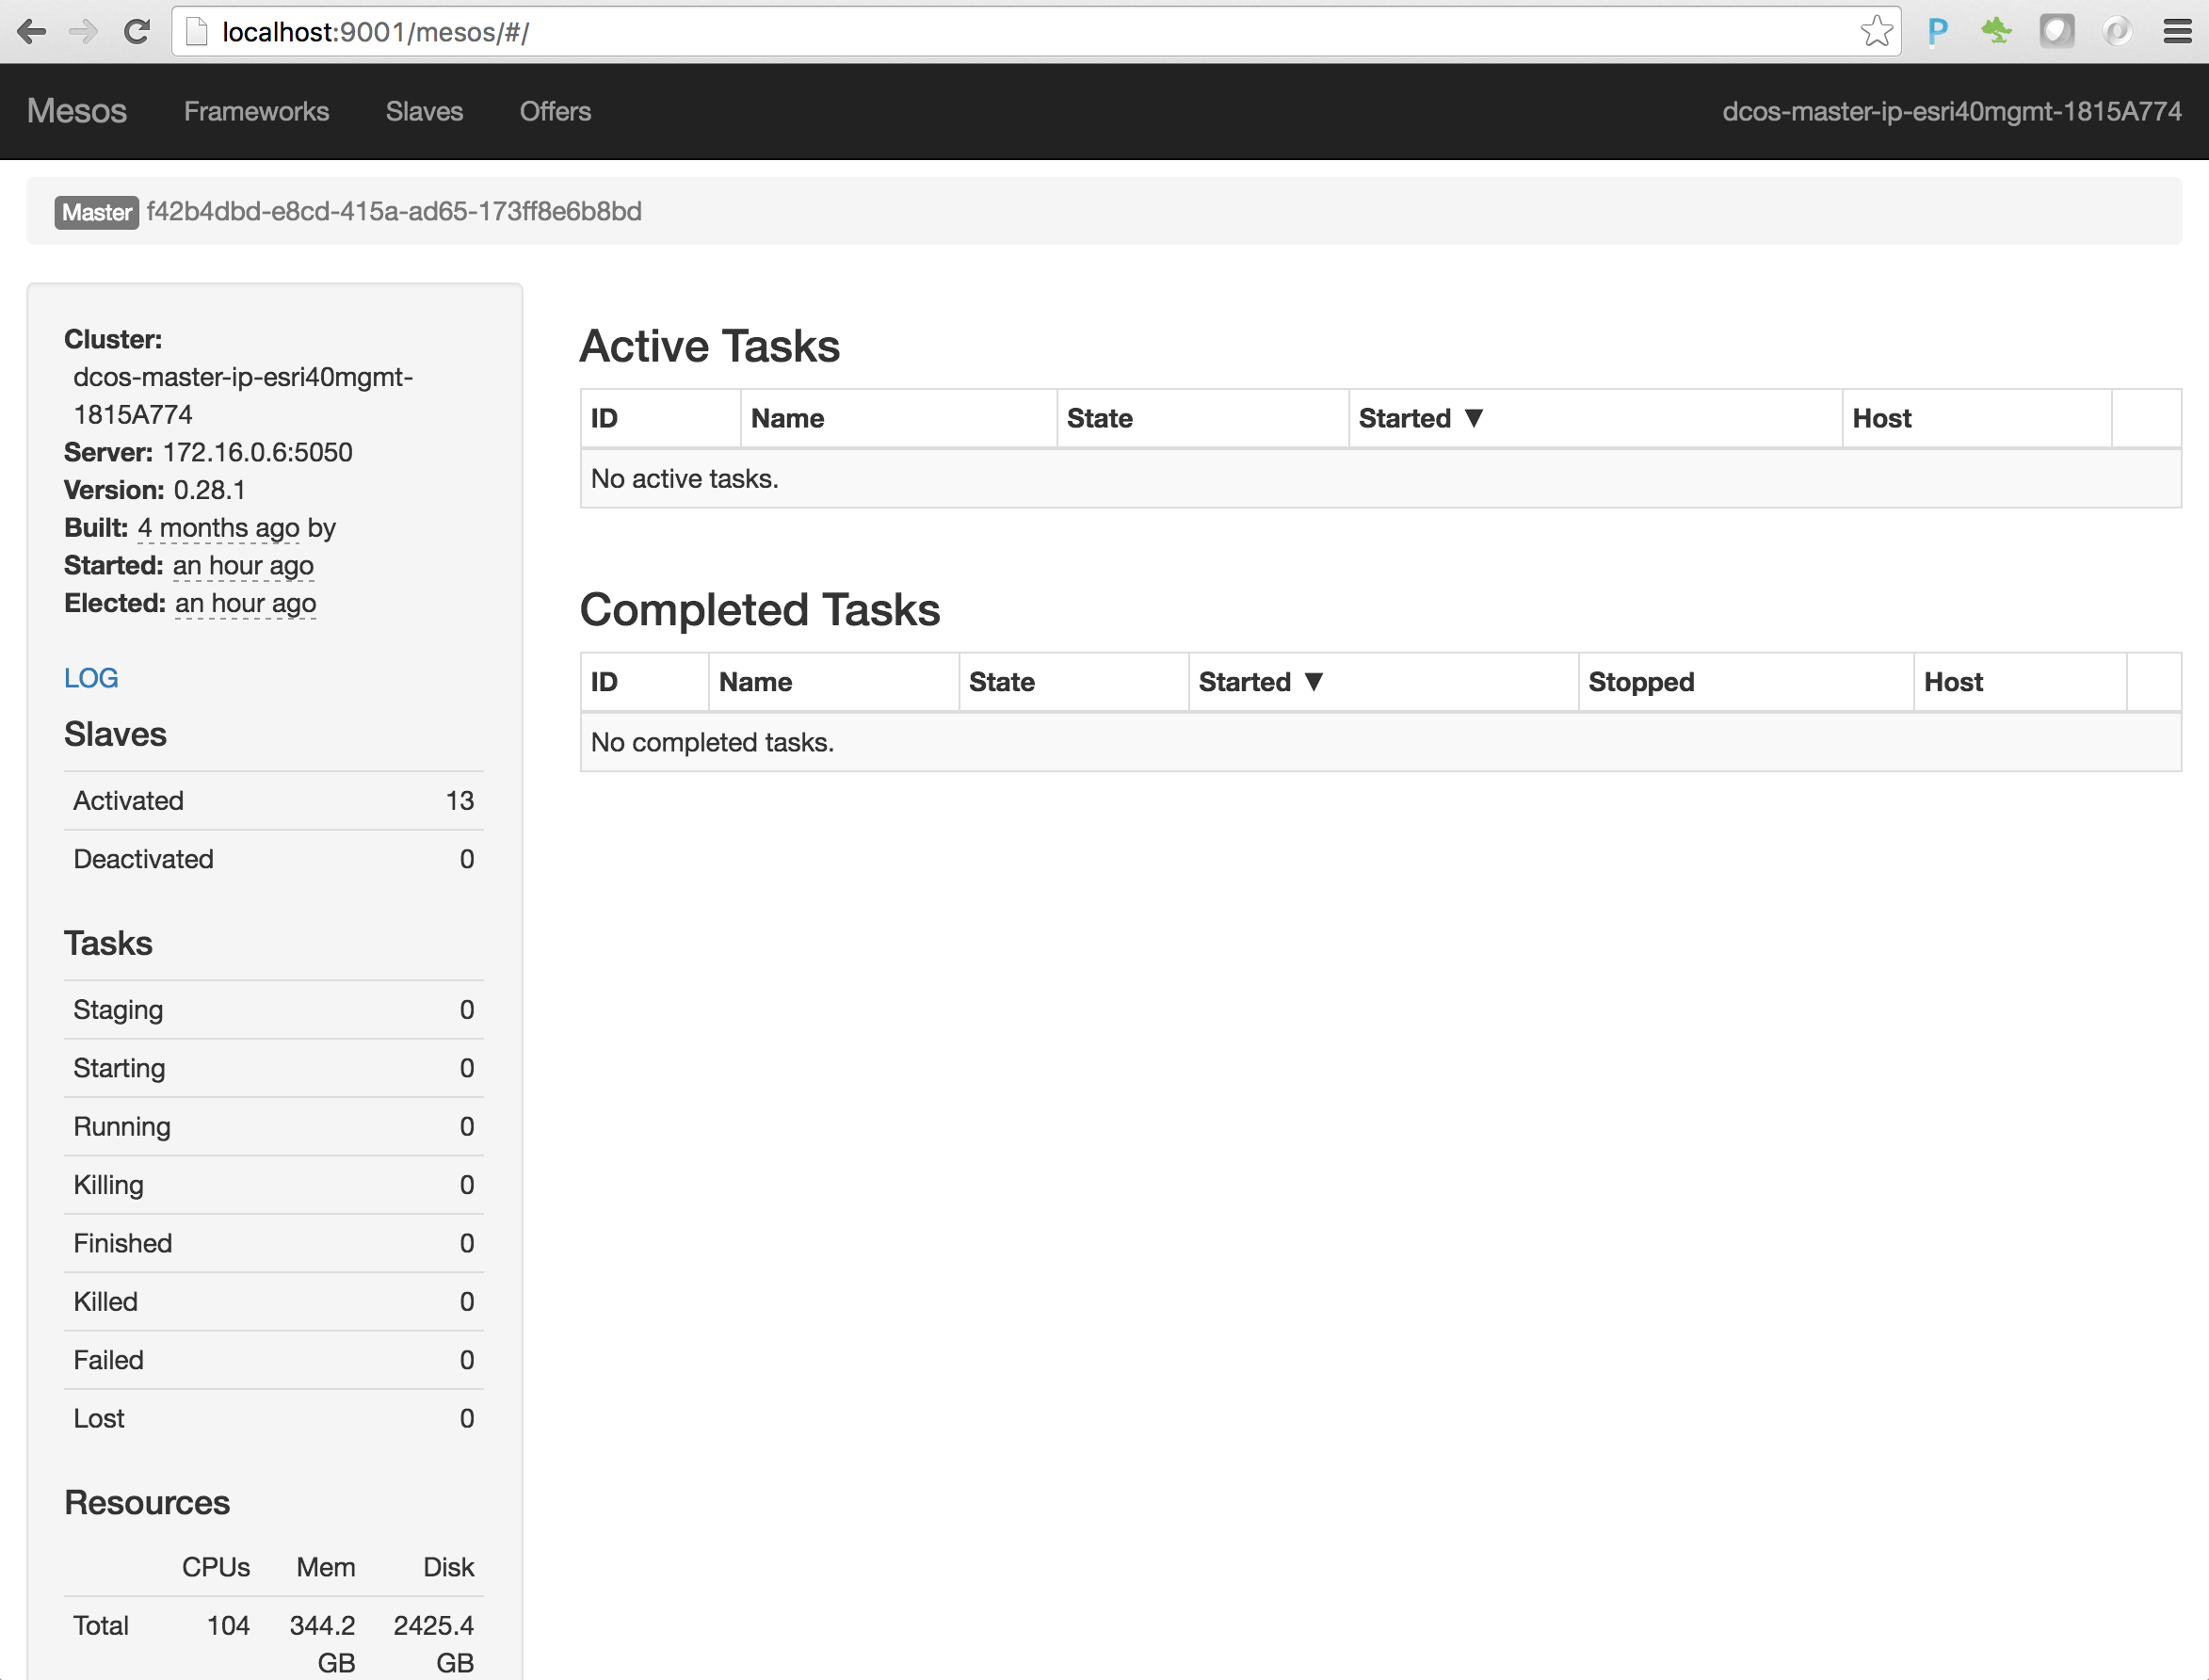 localhost:9001/mesos/#/
P
Mesos Frameworks Slaves Offers dcos-master-ip-esri40mgmt-1815A774
Master f42b4dbd-e8cd-415a-ad65-173ff8e6b8bd
Cluster:
dcos-master-ip-esri40mgmt-
1815A774
Server: 172.16.0.6:5050
Version: 0.28.1
Built: 4 months ago by
Started: an hour ago
Elected: an hour ago
LOG
Slaves
Activated 13
Deactivated 0
Tasks
Staging 0
Starting 0
Running 0
Killing 0
Finished 0
Killed 0
Failed 0
Lost 0
Resources
CPUs Mem Disk
Total 104 344.2 2425.4
GB GB
Active Tasks
ID Name State Started ▼ Host
No active tasks.
Completed Tasks
ID Name State Started ▼ Stopped Host
No completed tasks.